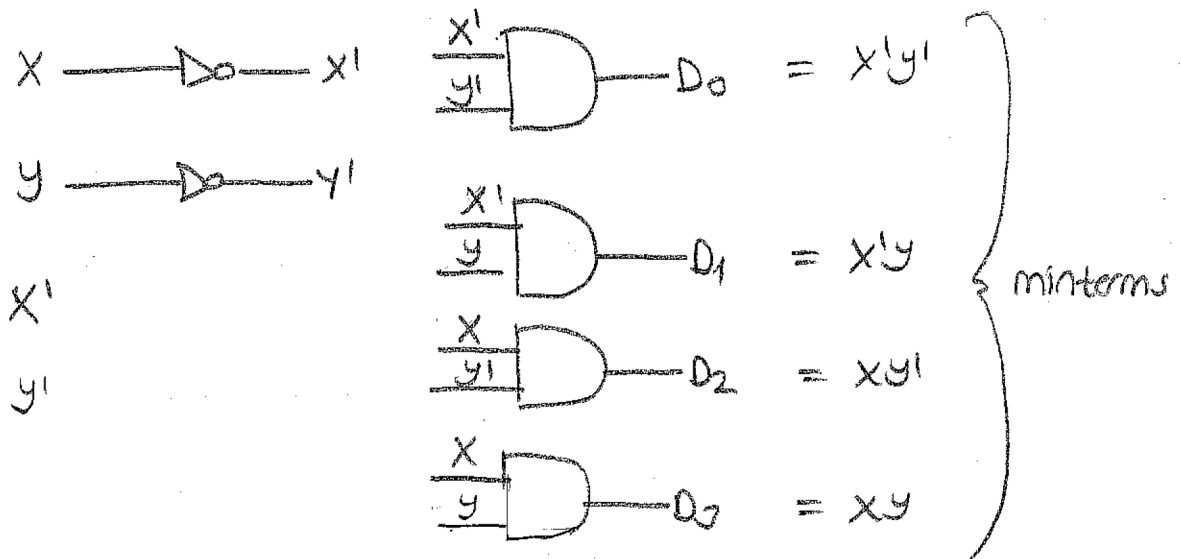 X X' X' y' D0 = X'y'
y Y'
X' y D1 = X'y
X'
X y' D2 = Xy'
y'
X y D3 = Xy
minterms